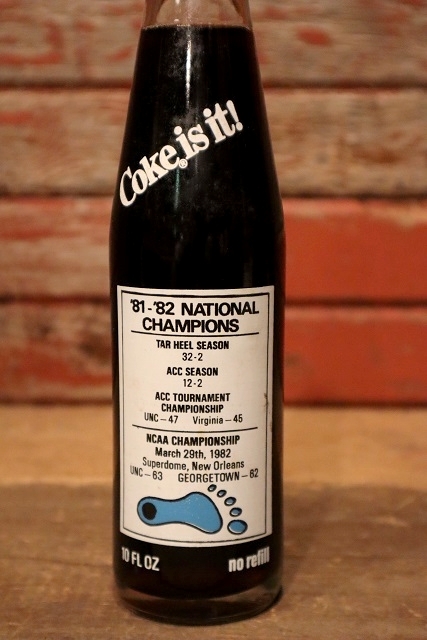 Coke is it!
'81-'82 NATIONAL
CHAMPIONS
TAR HEEL SEASON
32-2
ACC SEASON
12-2
ACC TOURNAMENT
CHAMPIONSHIP
UNC-47 Virginia-45
NCAA CHAMPIONSHIP
March 29th, 1982
Superdome, New Orleans
UNC-63 GEORGETOWN-62
10 FL OZ no refill